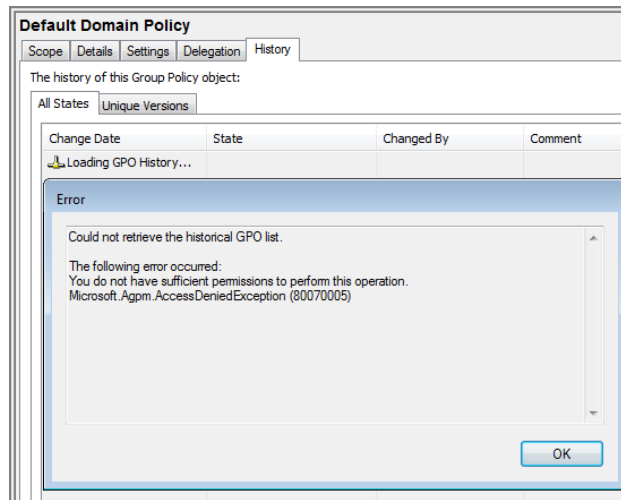 Default Domain Policy
Scope Details Settings Delegation History
The history of this Group Policy object:
All States Unique Versions
Change Date State Changed By Comment
Loading GPO History...
Error
Could not retrieve the historical GPO list.
The following error occurred:
You do not have sufficient permissions to perform this operation.
Microsoft.Agpm.AccessDeniedException (80070005)
OK